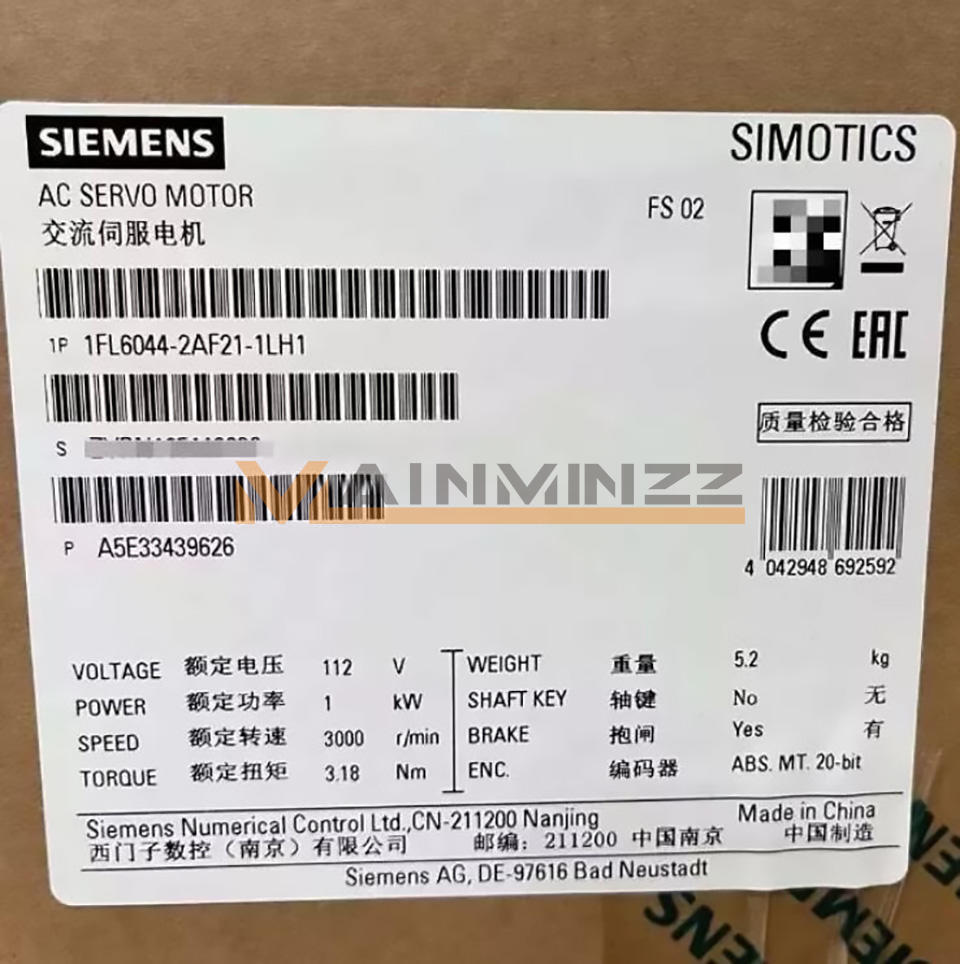 SIEMENS
SIMOTICS
AC SERVO MOTOR
FS 02
交流伺服电机
1P 1FL6044-2AF21-1LH1
CE EAC
质量检验合格
S
MAINMINZZ
P A5E33439626
4 042948 692592
VOLTAGE 额定电压 112 V WEIGHT 重量 5.2 kg
POWER 额定功率 1 kW SHAFT KEY 轴键 No 无
SPEED 额定转速 3000 r/min BRAKE 抱闸 Yes 有
TORQUE 额定扭矩 3.18 Nm ENC. 编码器 ABS. MT. 20-bit
Siemens Numerical Control Ltd.,CN-211200 Nanjing Made in China
西门子数控（南京）有限公司 邮编：211200 中国南京 中国制造
Siemens AG, DE-97616 Bad Neustadt
SIEMENS